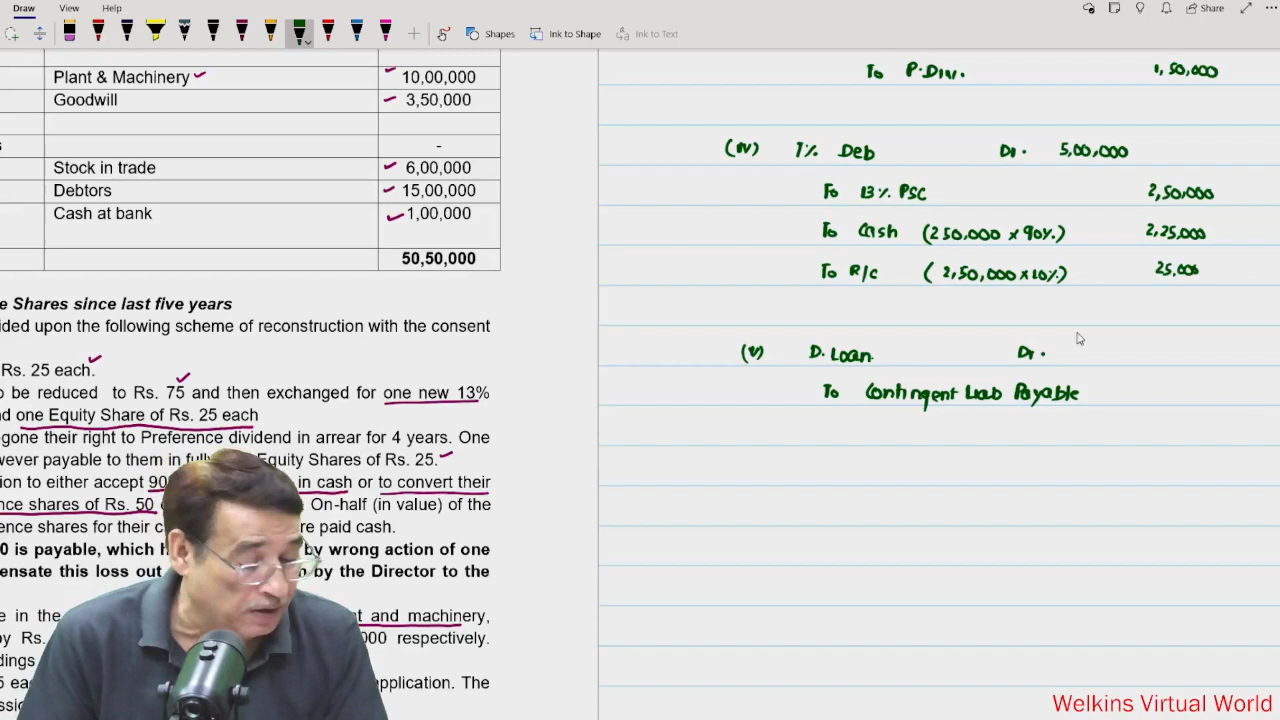 Draw View Help Share
Shapes Ink to Shape Ink to Text
Plant & Machinery 10,00,000
Goodwill 3,50,000
s -
Stock in trade 6,00,000
Debtors 15,00,000
Cash at bank 1,00,000
50,50,000
e Shares since last five years
ided upon the following scheme of reconstruction with the consent
Rs. 25 each.
o be reduced to Rs. 75 and then exchanged for one new 13%
nd one Equity Share of Rs. 25 each
gone their right to Preference dividend in arrear for 4 years. One
wever payable to them in fully Equity Shares of Rs. 25.
ion to either accept 90 in cash or to convert their
nce shares of Rs. 50 On-half (in value) of the
rence shares for their c re paid cash.
0 is payable, which h by wrong action of one
ensate this loss out by the Director to the
e in the t and machinery,
by Rs. 000 respectively.
dings
5 eac application. The
ssio
To P.Div. 1,50,000
(iv) 7% Deb Dr. 5,00,000
To 13% PSC 2,50,000
To Cash (250,000 x 90%) 2,25,000
To R/C (2,50,000 x 10%) 25,000
(v) D.Loan Dr.
To Contingent Liab Payable
Welkins Virtual World